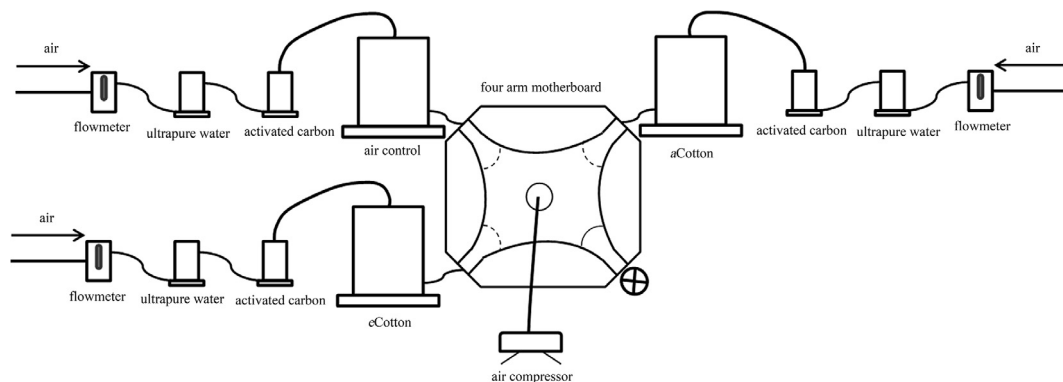 air
air
four arm motherboard
flowmeter
ultrapure water
activated carbon
air control
aCotton
activated carbon
ultrapure water
flowmeter
air
flowmeter
ultrapure water
activated carbon
eCotton
air compressor